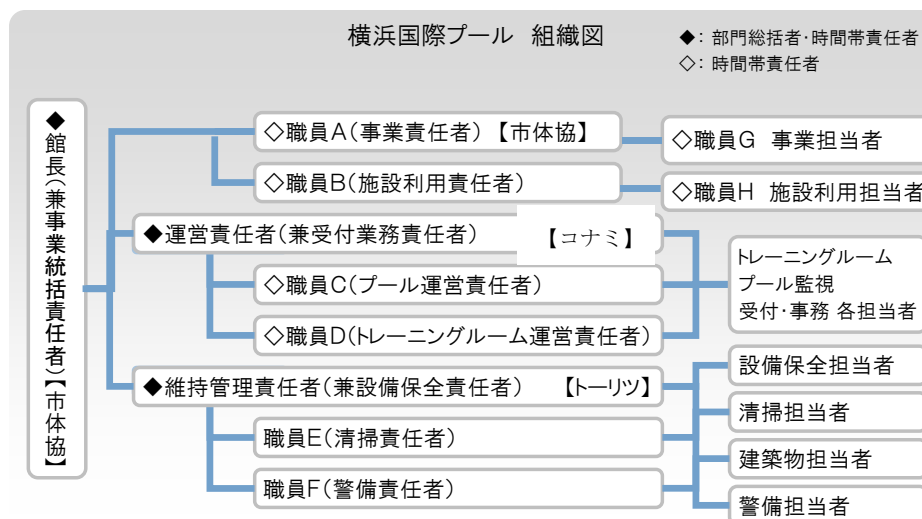 横浜国際プール 組織図
◆：部門総括者・時間帯責任者
◇：時間帯責任者
◆館長（兼事業統括責任者）【市体協】
◇職員A（事業責任者）【市体協】
◇職員G 事業担当者
◇職員B（施設利用責任者）
◇職員H 施設利用担当者
◆運営責任者（兼受付業務責任者） 【コナミ】
◇職員C（プール運営責任者）
◇職員D（トレーニングルーム運営責任者）
トレーニングルーム
プール監視
受付・事務 各担当者
◆維持管理責任者（兼設備保全責任者） 【トーリツ】
職員E（清掃責任者）
職員F（警備責任者）
設備保全担当者
清掃担当者
建築物担当者
警備担当者